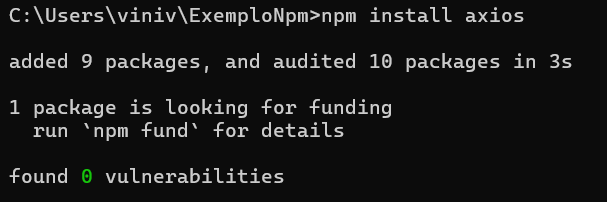 C:\Users\viniv\ExemploNpm>npm install axios
added 9 packages, and audited 10 packages in 3s
1 package is looking for funding
  run `npm fund` for details
found 0 vulnerabilities